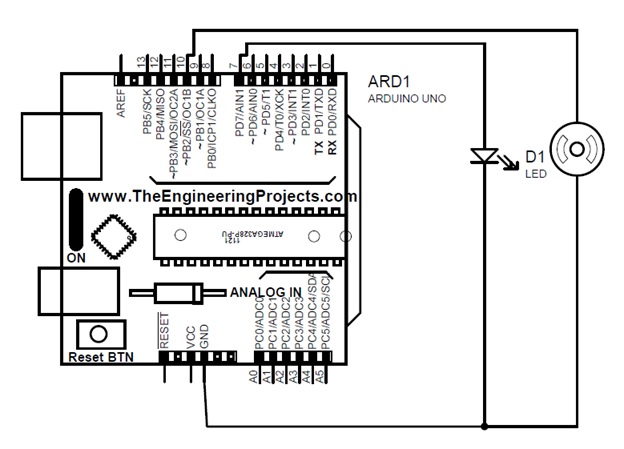 ARD1
ARDUINO UNO
AREF
13
12
11
10
9
8
7
6
5
4
3
2
1
0
PB5/SCK
PB4/MISO
~PB3/MOSI/OC2A
~PB2/SS/OC1B
~PB1/OC1A
PB0/ICP1/CLKO
PD7/AIN1
~PD6/AIN0
~PD5/T1
PD4/T0/XCK
~PD3/INT1
PD2/INT0
PD1/TXD
PD0/RXD
TX
RX
D1
LED
www.TheEngineeringProjects.com
ATMEGA328P-PU
1121
ON
ANALOG IN
Reset BTN
RESET
VCC
GND
PC0/ADC0
PC1/ADC1
PC2/ADC2
PC3/ADC3
PC4/ADC4/SDA
PC5/ADC5/SCL
A0
A1
A2
A3
A4
A5